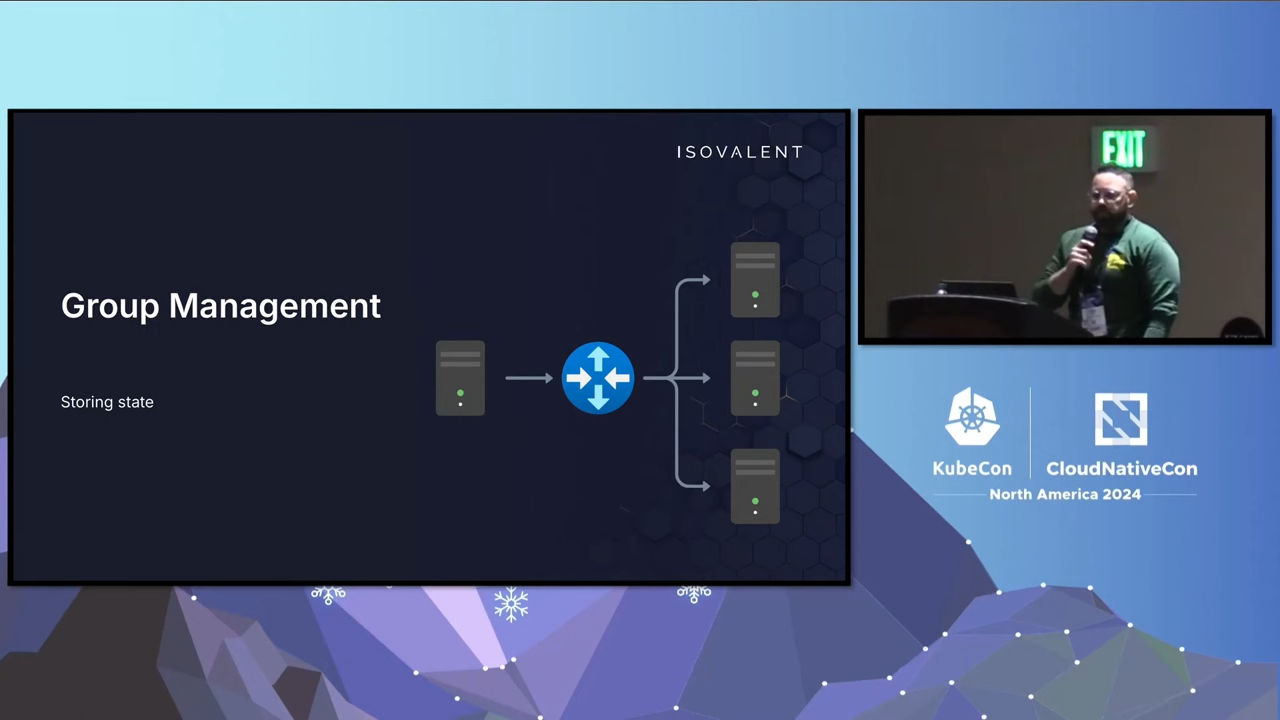 ISOVALENT
Group Management
Storing state
EXIT
KubeCon
CloudNativeCon
North America 2024